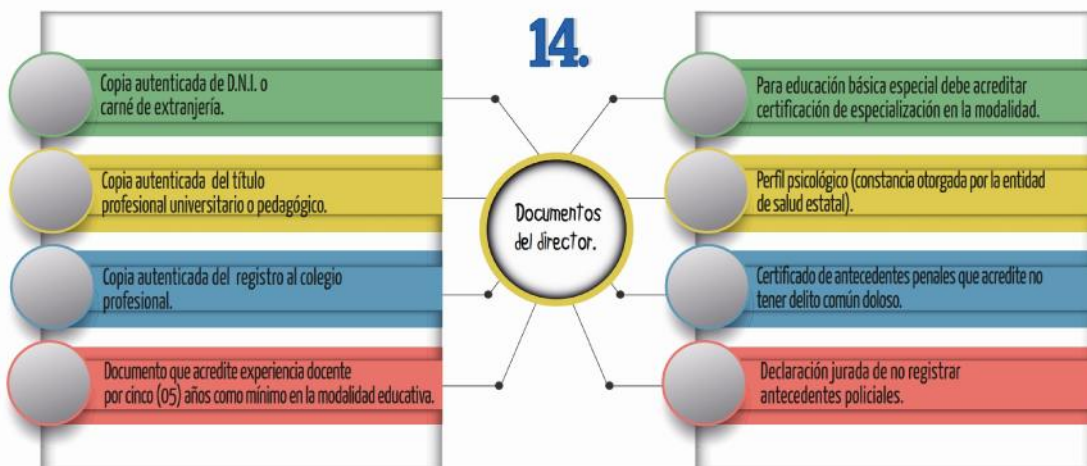 14.
Documentos
del director.
Copia autenticada de D.N.I. o
carné de extranjería.
Copia autenticada del título
profesional universitario o pedagógico.
Copia autenticada del registro al colegio
profesional.
Documento que acredite experiencia docente
por cinco (05) años como mínimo en la modalidad educativa.
Para educación básica especial debe acreditar
certificación de especialización en la modalidad.
Perfil psicológico (constancia otorgada por la entidad
de salud estatal).
Certificado de antecedentes penales que acredite no
tener delito común doloso.
Declaración jurada de no registrar
antecedentes policiales.